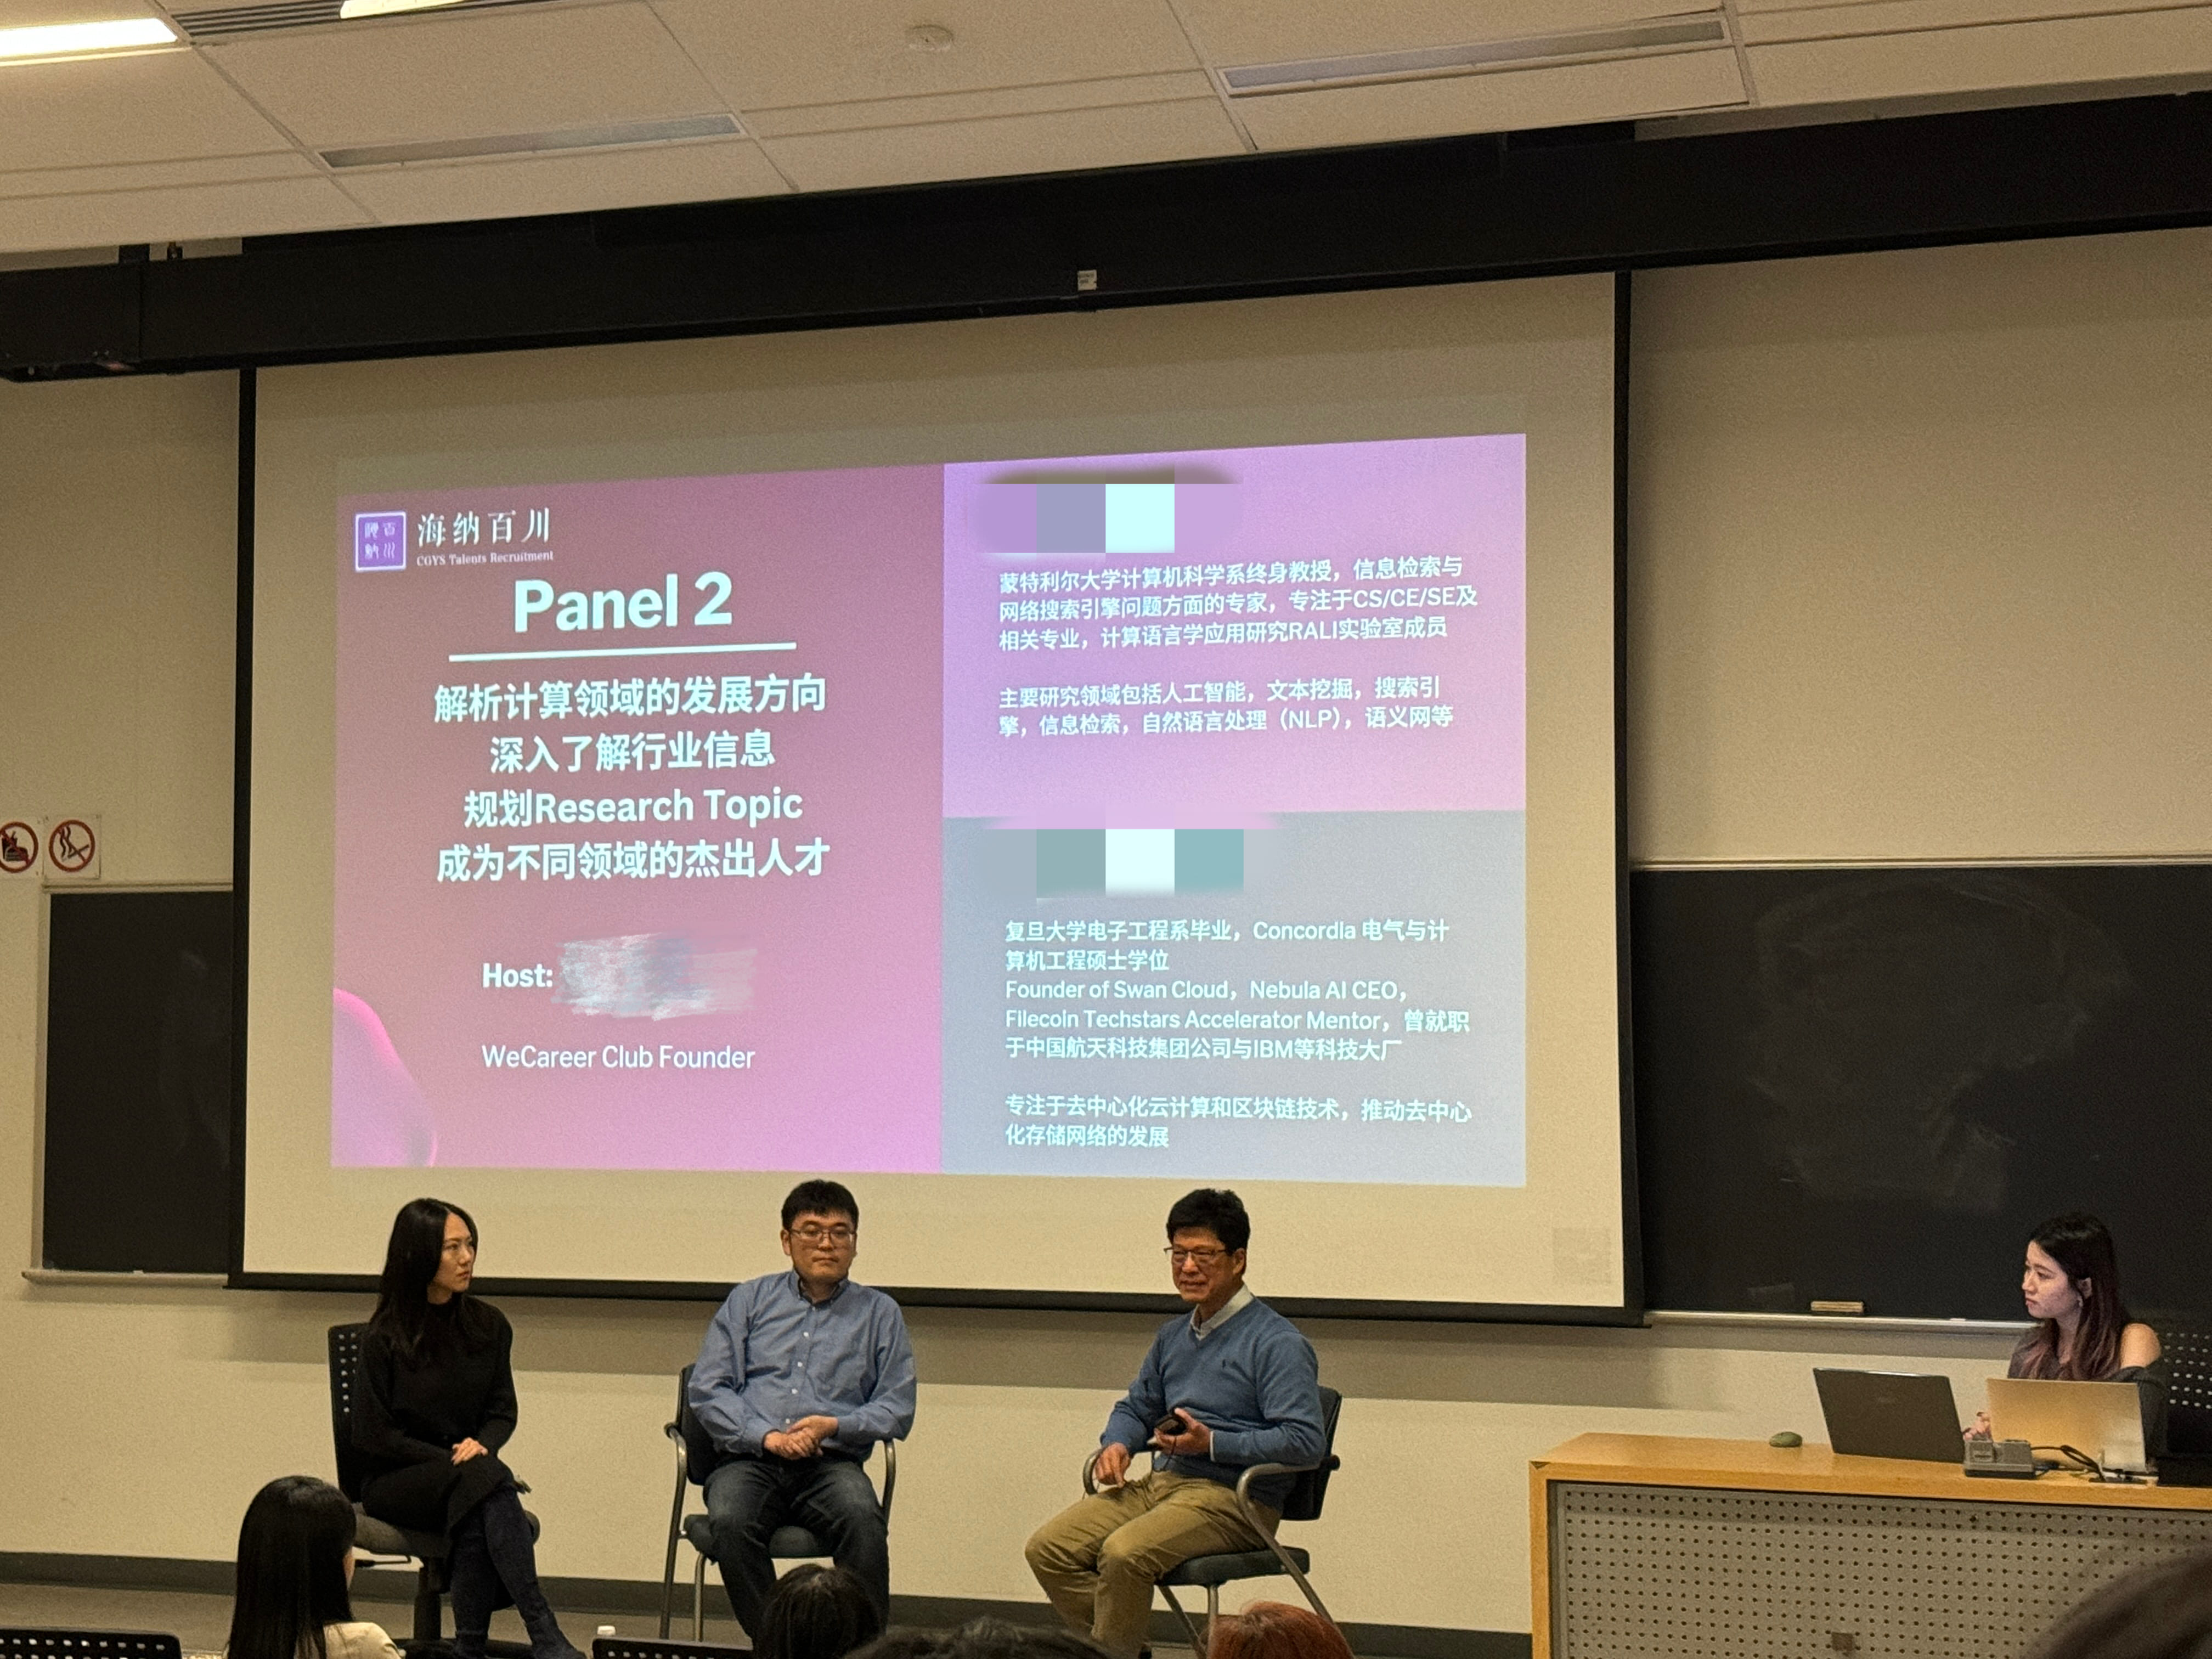 海纳百川
CGYS Talents Recruitment
Panel 2
解析计算领域的发展方向
深入了解行业信息
规划Research Topic
成为不同领域的杰出人才
Host:
WeCareer Club Founder
蒙特利尔大学计算机科学系终身教授，信息检索与
网络搜索引擎问题方面的专家，专注于CS/CE/SE及
相关专业，计算语言学应用研究RALI实验室成员
主要研究领域包括人工智能，文本挖掘，搜索引
擎，信息检索，自然语言处理（NLP），语义网等
复旦大学电子工程系毕业，Concordia 电气与计
算机工程硕士学位
Founder of Swan Cloud，Nebula AI CEO，
Filecoin Techstars Accelerator Mentor，曾就职
于中国航天科技集团公司与IBM等科技大厂
专注于去中心化云计算和区块链技术，推动去中心
化存储网络的发展